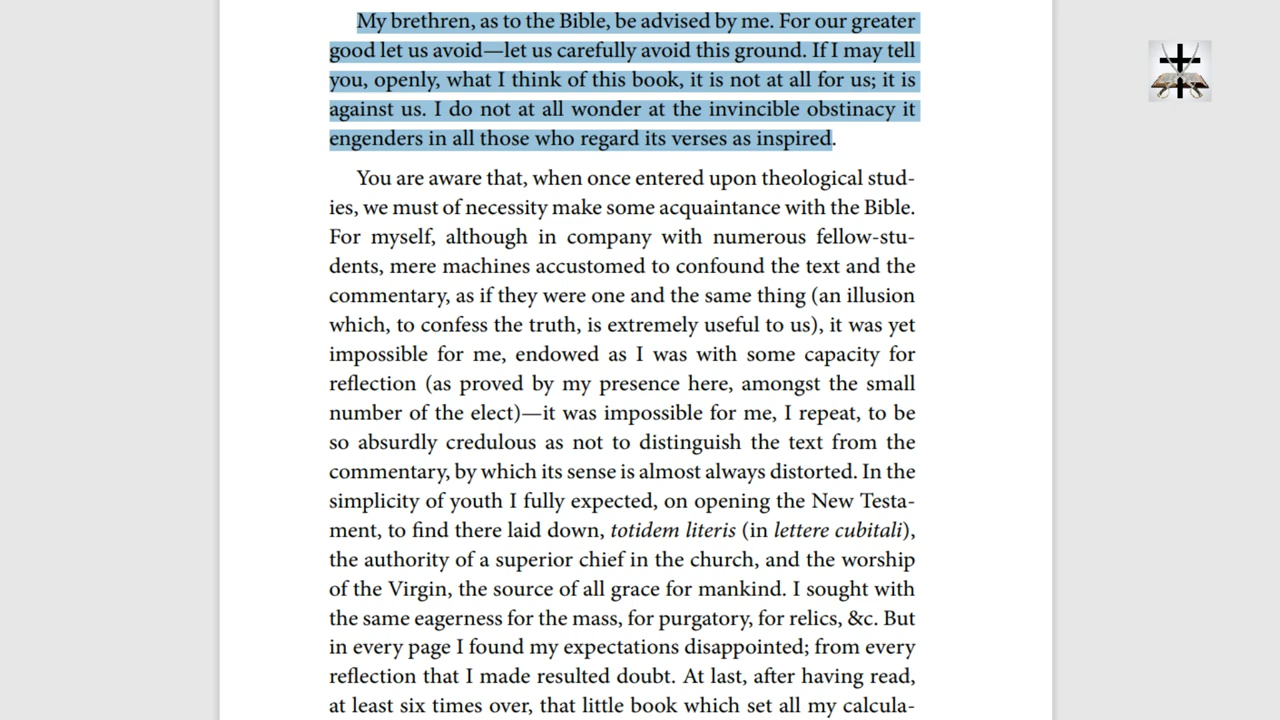 My brethren, as to the Bible, be advised by me. For our greater
good let us avoid—let us carefully avoid this ground. If I may tell
you, openly, what I think of this book, it is not at all for us; it is
against us. I do not at all wonder at the invincible obstinacy it
engenders in all those who regard its verses as inspired.
You are aware that, when once entered upon theological stud-
ies, we must of necessity make some acquaintance with the Bible.
For myself, although in company with numerous fellow-stu-
dents, mere machines accustomed to confound the text and the
commentary, as if they were one and the same thing (an illusion
which, to confess the truth, is extremely useful to us), it was yet
impossible for me, endowed as I was with some capacity for
reflection (as proved by my presence here, amongst the small
number of the elect)—it was impossible for me, I repeat, to be
so absurdly credulous as not to distinguish the text from the
commentary, by which its sense is almost always distorted. In the
simplicity of youth I fully expected, on opening the New Testa-
ment, to find there laid down, totidem literis (in lettere cubitali),
the authority of a superior chief in the church, and the worship
of the Virgin, the source of all grace for mankind. I sought with
the same eagerness for the mass, for purgatory, for relics, &c. But
in every page I found my expectations disappointed; from every
reflection that I made resulted doubt. At last, after having read,
at least six times over, that little book which set all my calcula-